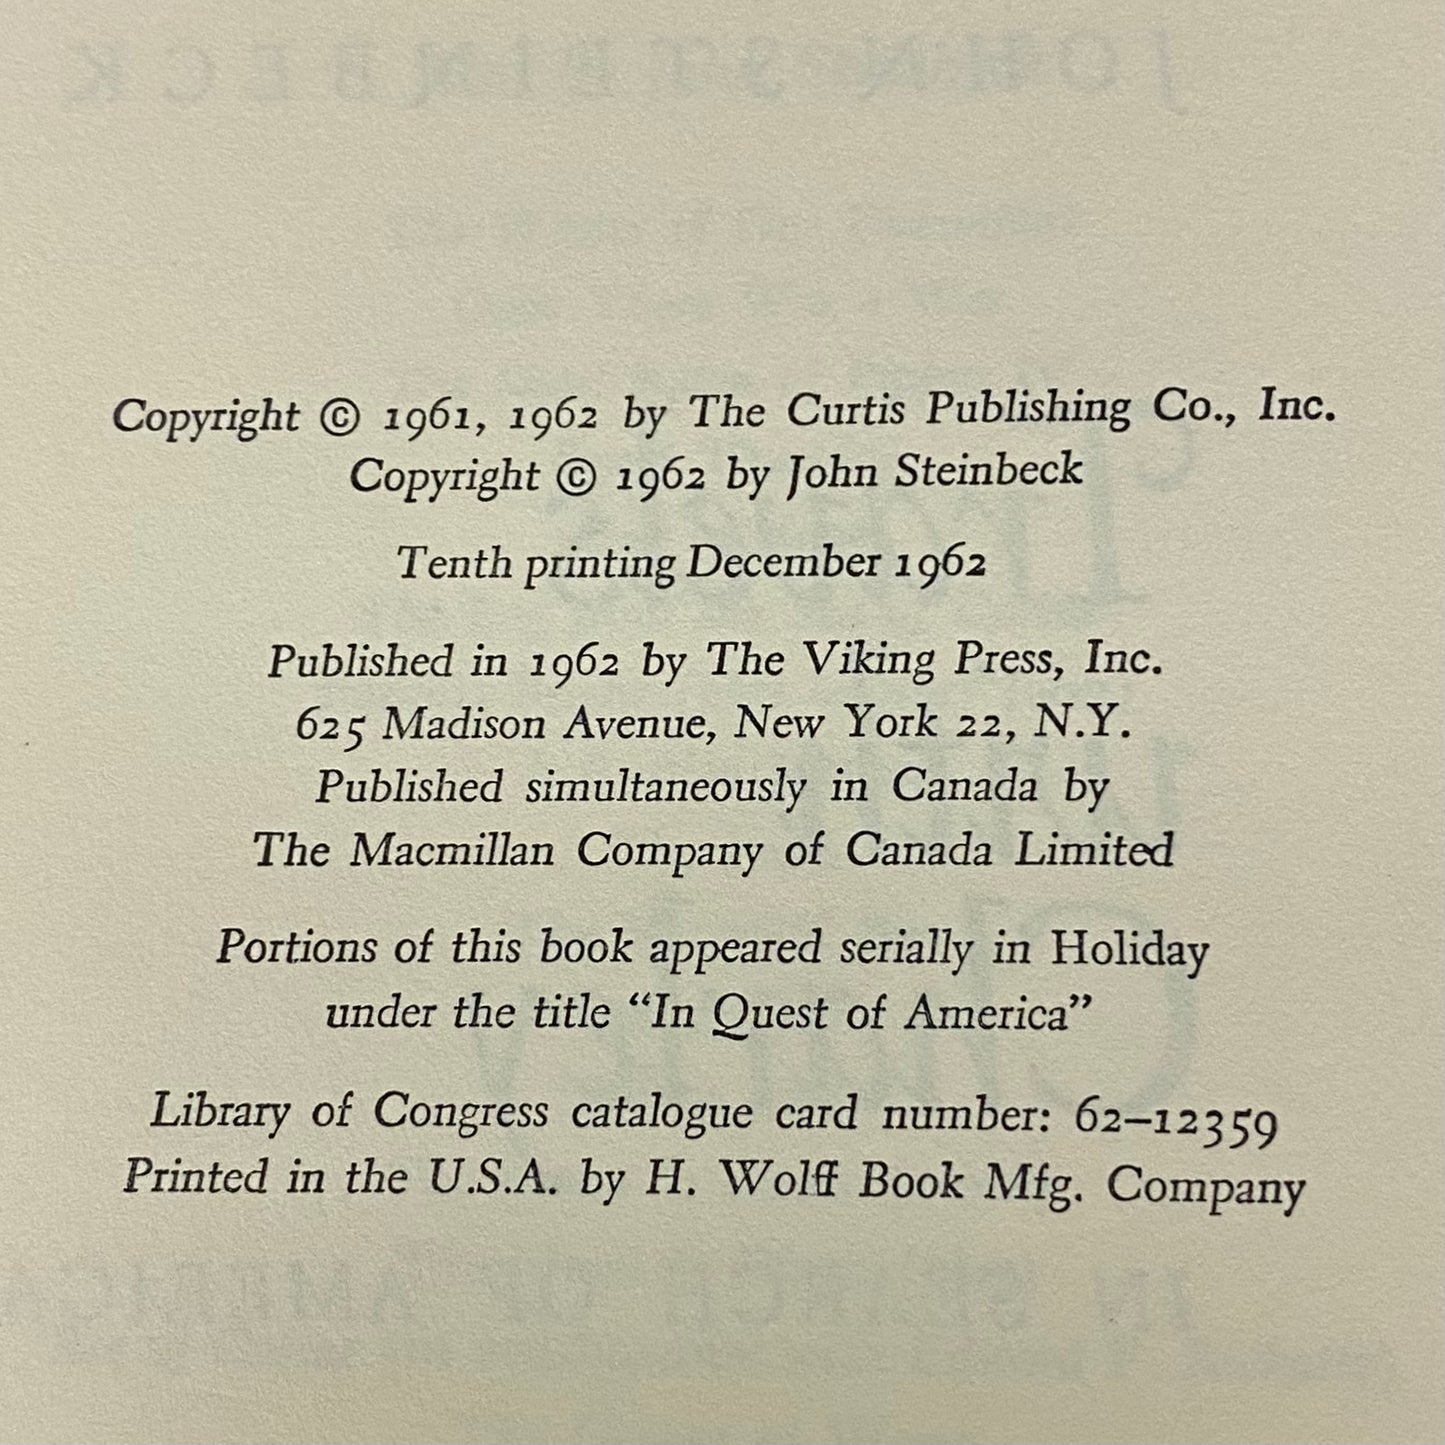 JOHN STEINBECK
Copyright © 1961, 1962 by The Curtis Publishing Co., Inc.
Copyright © 1962 by John Steinbeck
Tenth printing December 1962
Published in 1962 by The Viking Press, Inc.
625 Madison Avenue, New York 22, N.Y.
Published simultaneously in Canada by
The Macmillan Company of Canada Limited
Portions of this book appeared serially in Holiday
under the title “In Quest of America”
Library of Congress catalogue card number: 62–12359
Printed in the U.S.A. by H. Wolff Book Mfg. Company